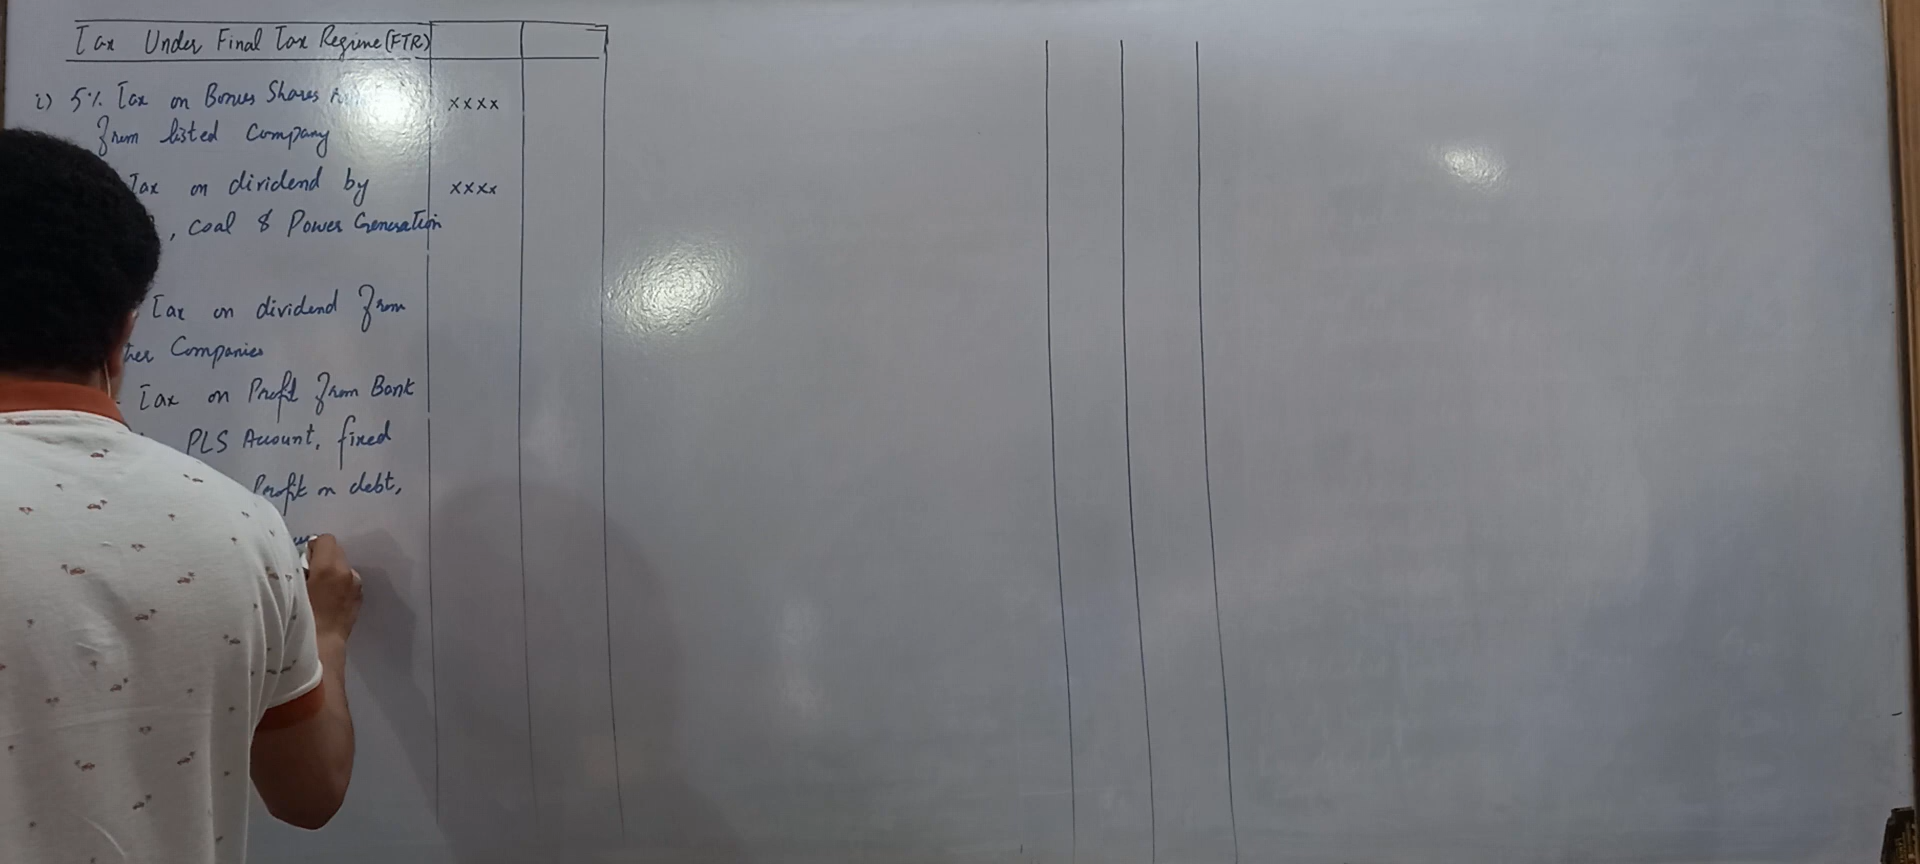 Tax Under Final Tax Regime (FTR)
i) 5% Tax on Bonus Shares xxxx
from listed Company
Tax on dividend by xxxx
, coal & Power Generation
Tax on dividend from
Companies
Tax on Profit from Bank
PLS Account, fixed
Profit on debt,